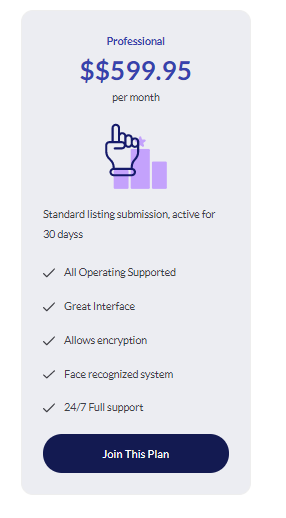 Professional
$$599.95
per month
Standard listing submission, active for
30 dayss
All Operating Supported
Great Interface
Allows encryption
Face recognized system
24/7 Full support
Join This Plan